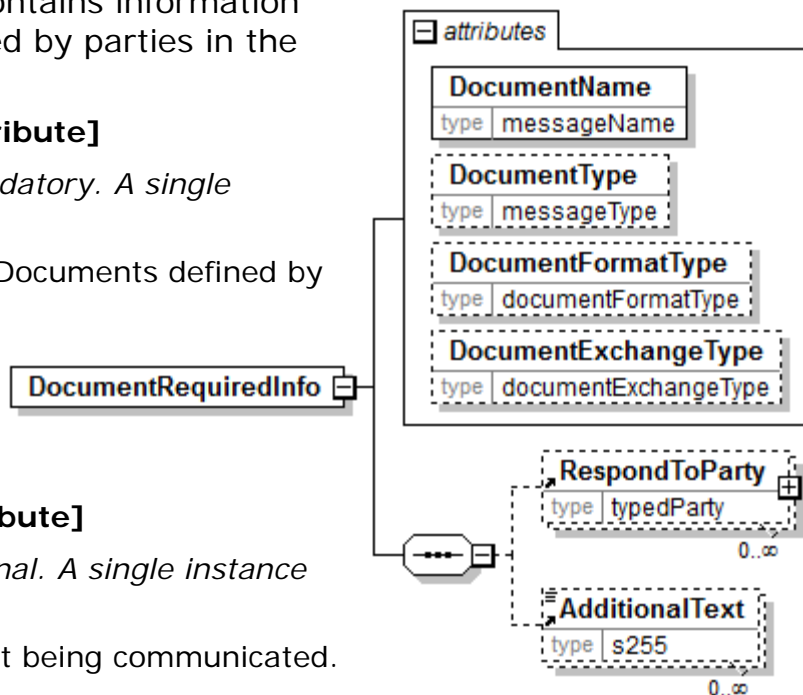 ontains information
ed by parties in the
ribute]
datory. A single
Documents defined by
bute]
nal. A single instance
t being communicated.
DocumentRequiredInfo
attributes
DocumentName
type messageName
DocumentType
type messageType
DocumentFormatType
type documentFormatType
DocumentExchangeType
type documentExchangeType
RespondToParty
type typedParty
0..∞
AdditionalText
type s255
0..∞